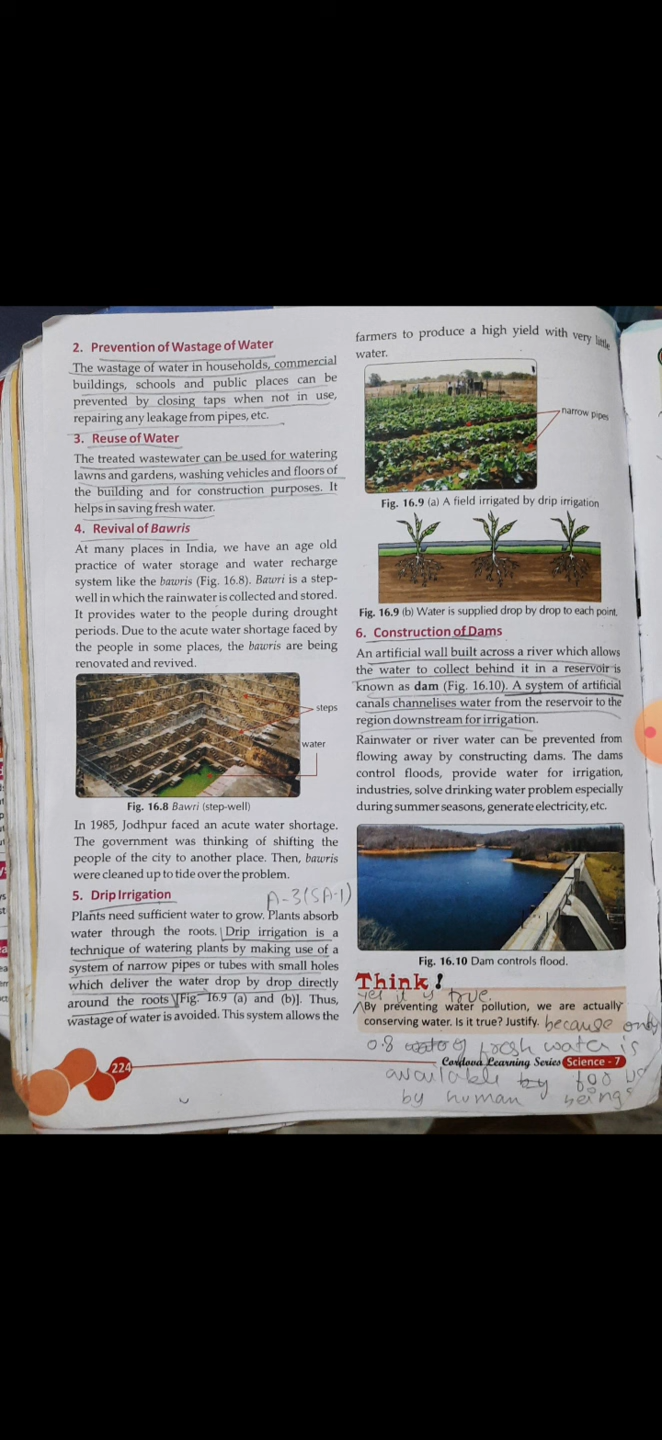 2. Prevention of Wastage of Water
The wastage of water in households, commercial
buildings, schools and public places can be
prevented by closing taps when not in use,
repairing any leakage from pipes, etc.
3. Reuse of Water
The treated wastewater can be used for watering
lawns and gardens, washing vehicles and floors of
the building and for construction purposes. It
helps in saving fresh water.
4. Revival of Bawris
At many places in India, we have an age old
practice of water storage and water recharge
system like the bawris (Fig. 16.8). Bawri is a step-
well in which the rainwater is collected and stored.
It provides water to the people during drought
periods. Due to the acute water shortage faced by
the people in some places, the bawris are being
renovated and revived.
steps
water
Fig. 16.8 Bawri (step-well)
In 1985, Jodhpur faced an acute water shortage.
The government was thinking of shifting the
people of the city to another place. Then, bawris
were cleaned up to tide over the problem.
5. Drip Irrigation
A-3(SA-1)
Plants need sufficient water to grow. Plants absorb
water through the roots. Drip irrigation is a
technique of watering plants by making use of a
system of narrow pipes or tubes with small holes
which deliver the water drop by drop directly
around the roots [Fig. 16.9 (a) and (b)]. Thus,
wastage of water is avoided. This system allows the
224
farmers to produce a high yield with very little
water.
narrow pipes
Fig. 16.9 (a) A field irrigated by drip irrigation
Fig. 16.9 (b) Water is supplied drop by drop to each point.
6. Construction of Dams
An artificial wall built across a river which allows
the water to collect behind it in a reservoir is
known as dam (Fig. 16.10). A system of artificial
canals channelises water from the reservoir to the
region downstream for irrigation.
Rainwater or river water can be prevented from
flowing away by constructing dams. The dams
control floods, provide water for irrigation,
industries, solve drinking water problem especially
during summer seasons, generate electricity, etc.
Fig. 16.10 Dam controls flood.
Think!
yes it is true.
By preventing water pollution, we are actually
conserving water. Is it true? Justify. because only
0.8 of fresh water is
Cordova Learning Series Science - 7
available for
by human beings